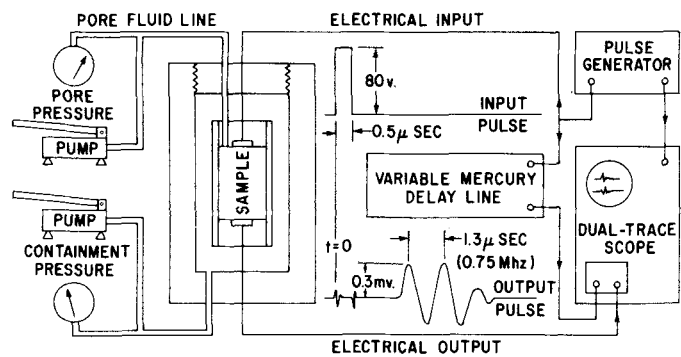 PORE FLUID LINE
ELECTRICAL INPUT
PORE
PRESSURE
PUMP
PUMP
CONTAINMENT
PRESSURE
SAMPLE
80v.
INPUT
PULSE
0.5μ SEC
VARIABLE MERCURY
DELAY LINE
PULSE
GENERATOR
DUAL-TRACE
SCOPE
t=0
1.3μ SEC
(0.75 Mhz)
0.3mv.
OUTPUT
PULSE
ELECTRICAL OUTPUT